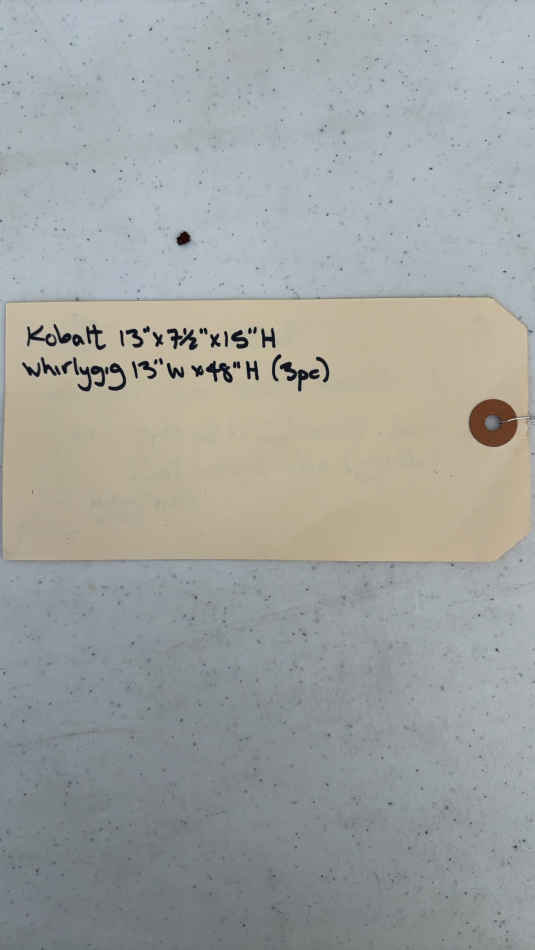 Kobalt 13"x7½"x15"H
Whirlygig 13"W x48"H (3pc)